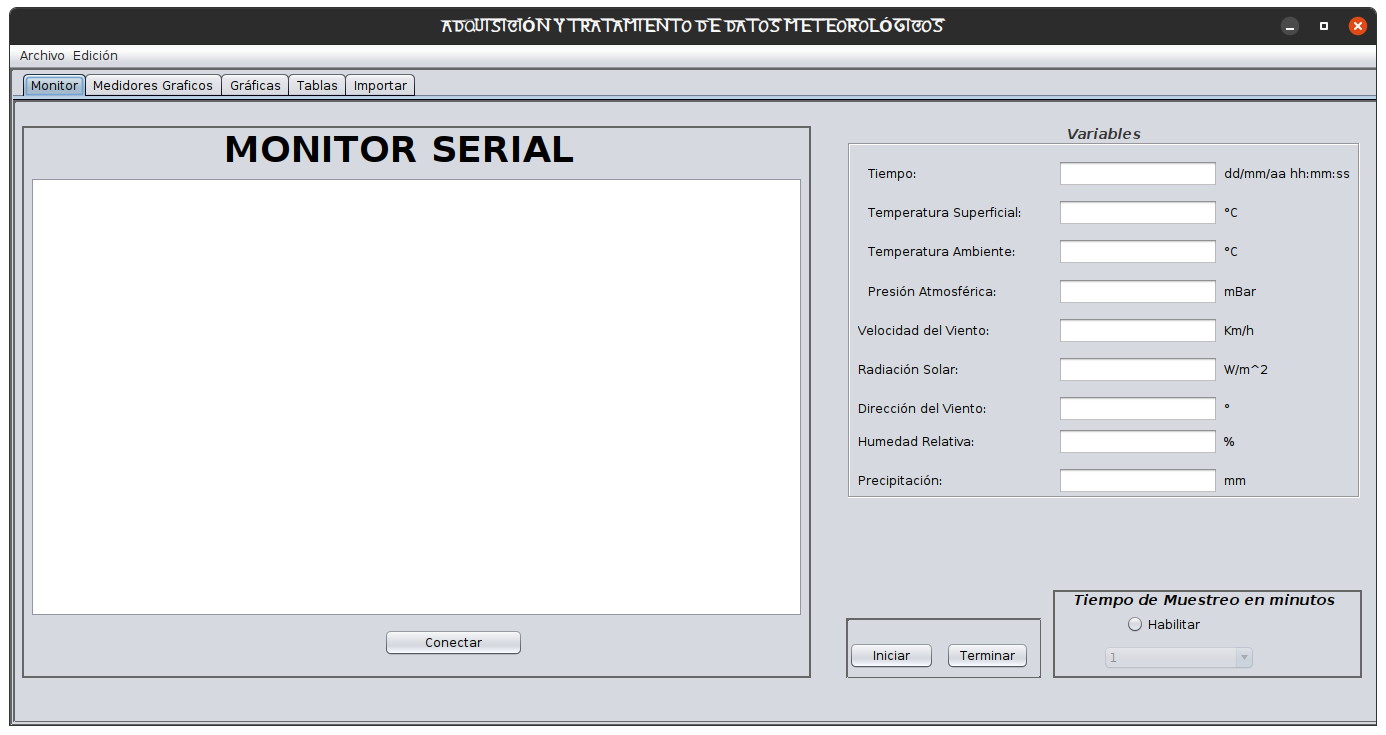 ADQUISICIÓN Y TRATAMIENTO DE DATOS METEOROLÓGICOS
Archivo Edición
Monitor Medidores Graficos Gráficas Tablas Importar
MONITOR SERIAL
Conectar
Variables
Tiempo: dd/mm/aa hh:mm:ss
Temperatura Superficial: °C
Temperatura Ambiente: °C
Presión Atmosférica: mBar
Velocidad del Viento: Km/h
Radiación Solar: W/m^2
Dirección del Viento: °
Humedad Relativa: %
Precipitación: mm
Iniciar Terminar
Tiempo de Muestreo en minutos
Habilitar
1